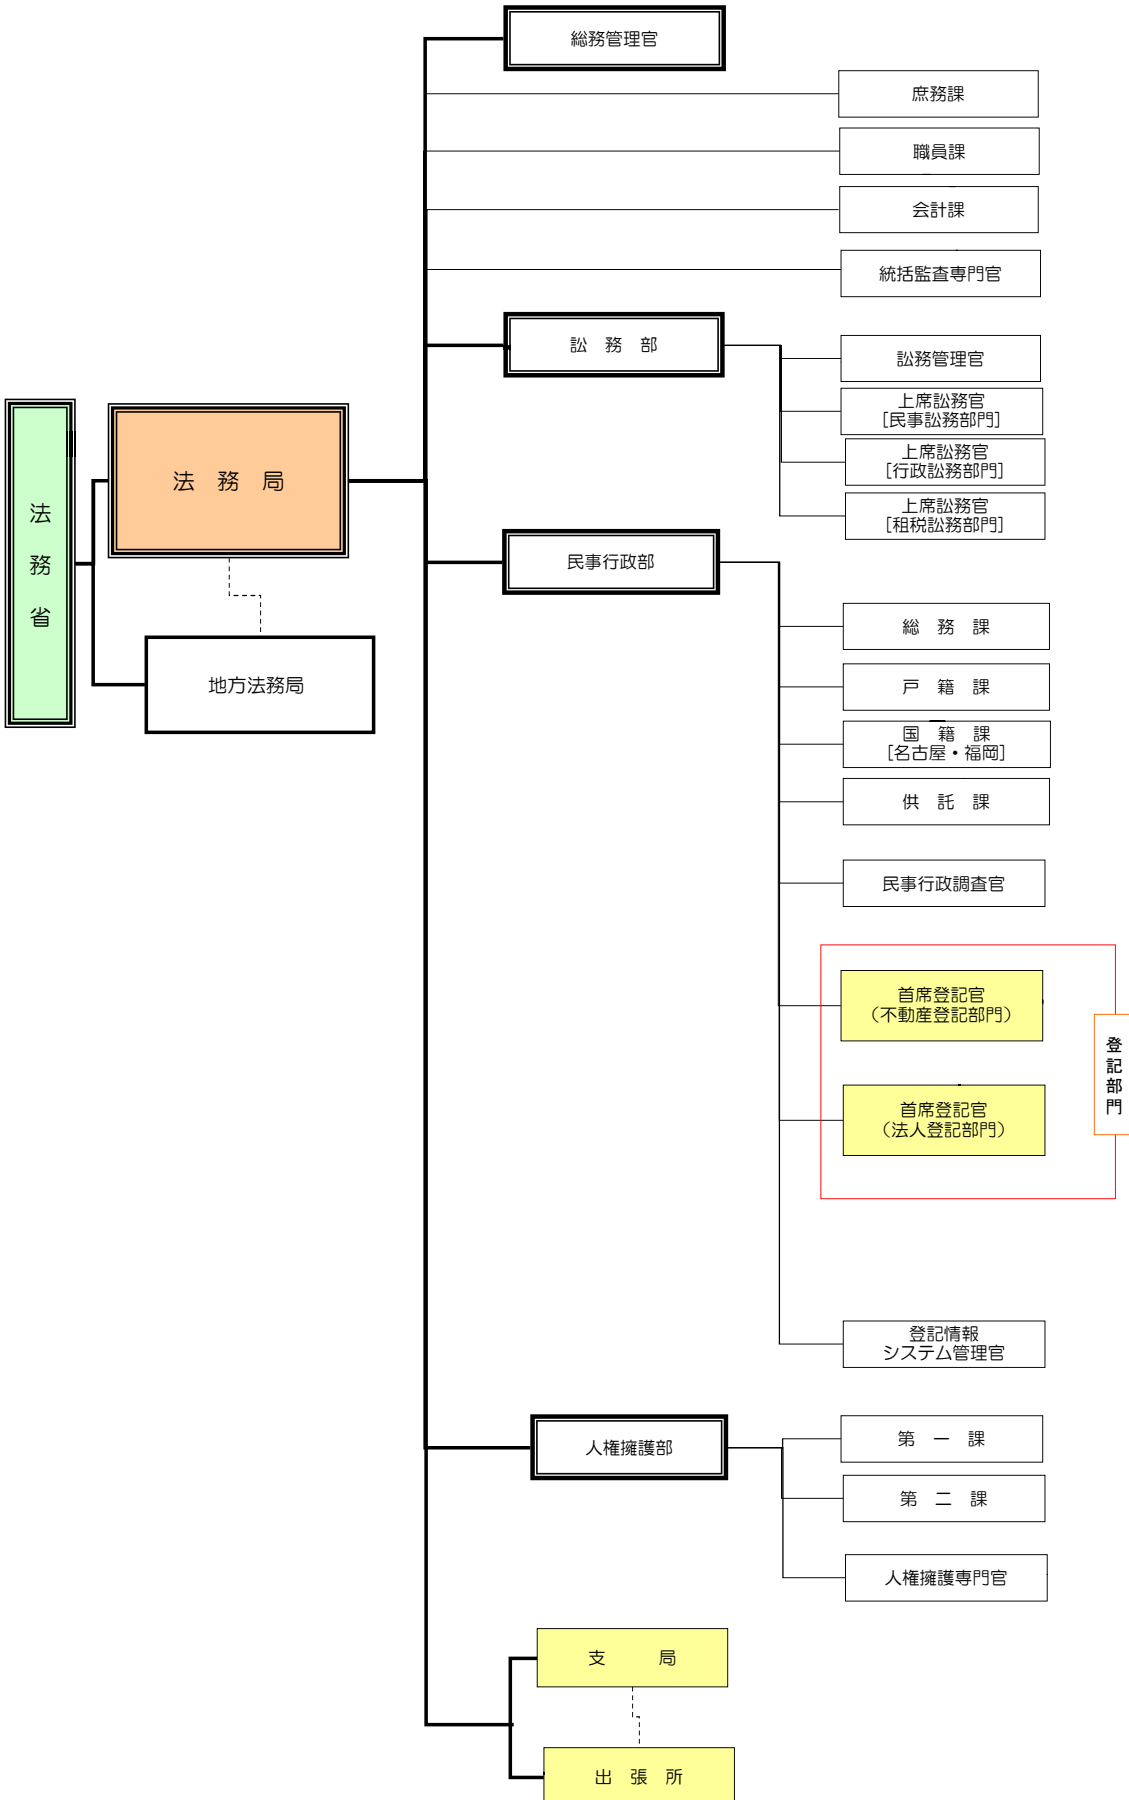 総務管理官
庶務課
職員課
会計課
統括監査専門官
訟　務　部
訟務管理官
上席訟務官
［民事訟務部門］
上席訟務官
［行政訟務部門］
上席訟務官
［租税訟務部門］
法務省
法　務　局
地方法務局
民事行政部
総　務　課
戸　籍　課
国　籍　課
［名古屋・福岡］
供　託　課
民事行政調査官
首席登記官
（不動産登記部門）
首席登記官
（法人登記部門）
登記部門
登記情報
システム管理官
人権擁護部
第　一　課
第　二　課
人権擁護専門官
支　　　局
出　張　所